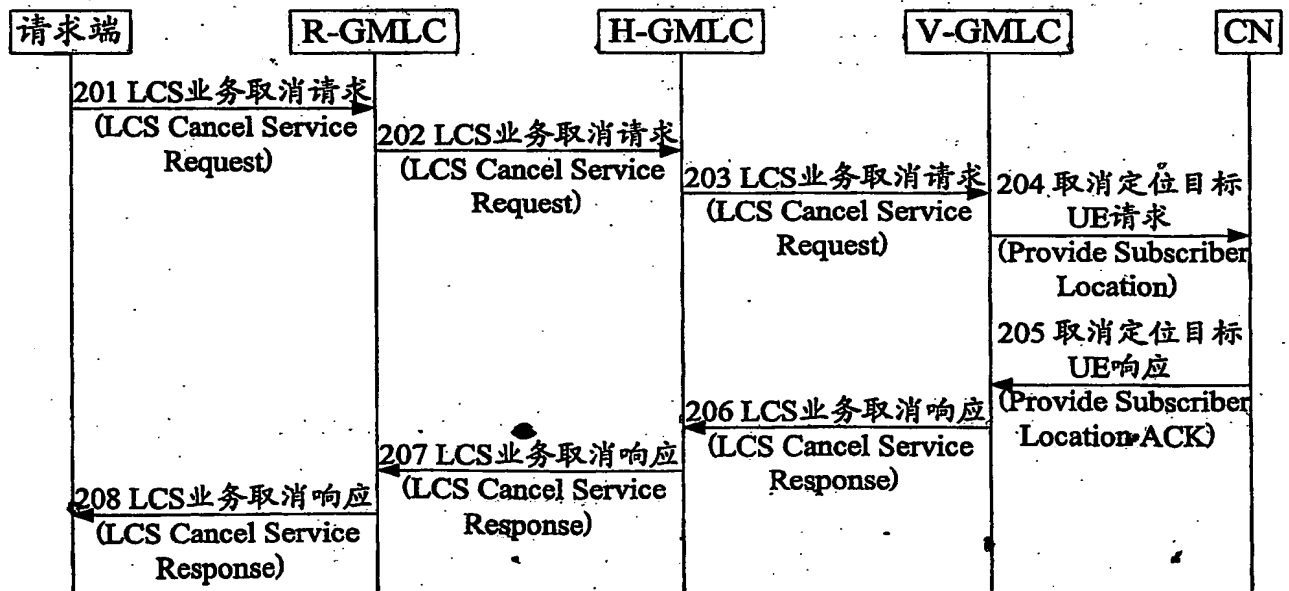 请求端
R-GMLC
H-GMLC
V-GMLC
CN
201 LCS业务取消请求
(LCS Cancel Service
Request)
202 LCS业务取消请求
(LCS Cancel Service
Request)
203 LCS业务取消请求
(LCS Cancel Service
Request)
204 取消定位目标
UE请求
(Provide Subscriber
Location)
205 取消定位目标
UE响应
(Provide Subscriber
Location ACK)
206 LCS业务取消响应
(LCS Cancel Service
Response)
207 LCS业务取消响应
(LCS Cancel Service
Response)
208 LCS业务取消响应
(LCS Cancel Service
Response)